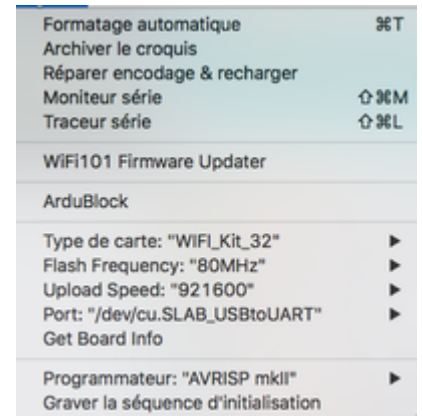 Formatage automatique ⌘T
Archiver le croquis
Réparer encodage & recharger
Moniteur série ⇧⌘M
Traceur série ⇧⌘L
WiFi101 Firmware Updater
ArduBlock
Type de carte: "WIFI_Kit_32"
Flash Frequency: "80MHz"
Upload Speed: "921600"
Port: "/dev/cu.SLAB_USBtoUART"
Get Board Info
Programmateur: "AVRISP mkII"
Graver la séquence d'initialisation